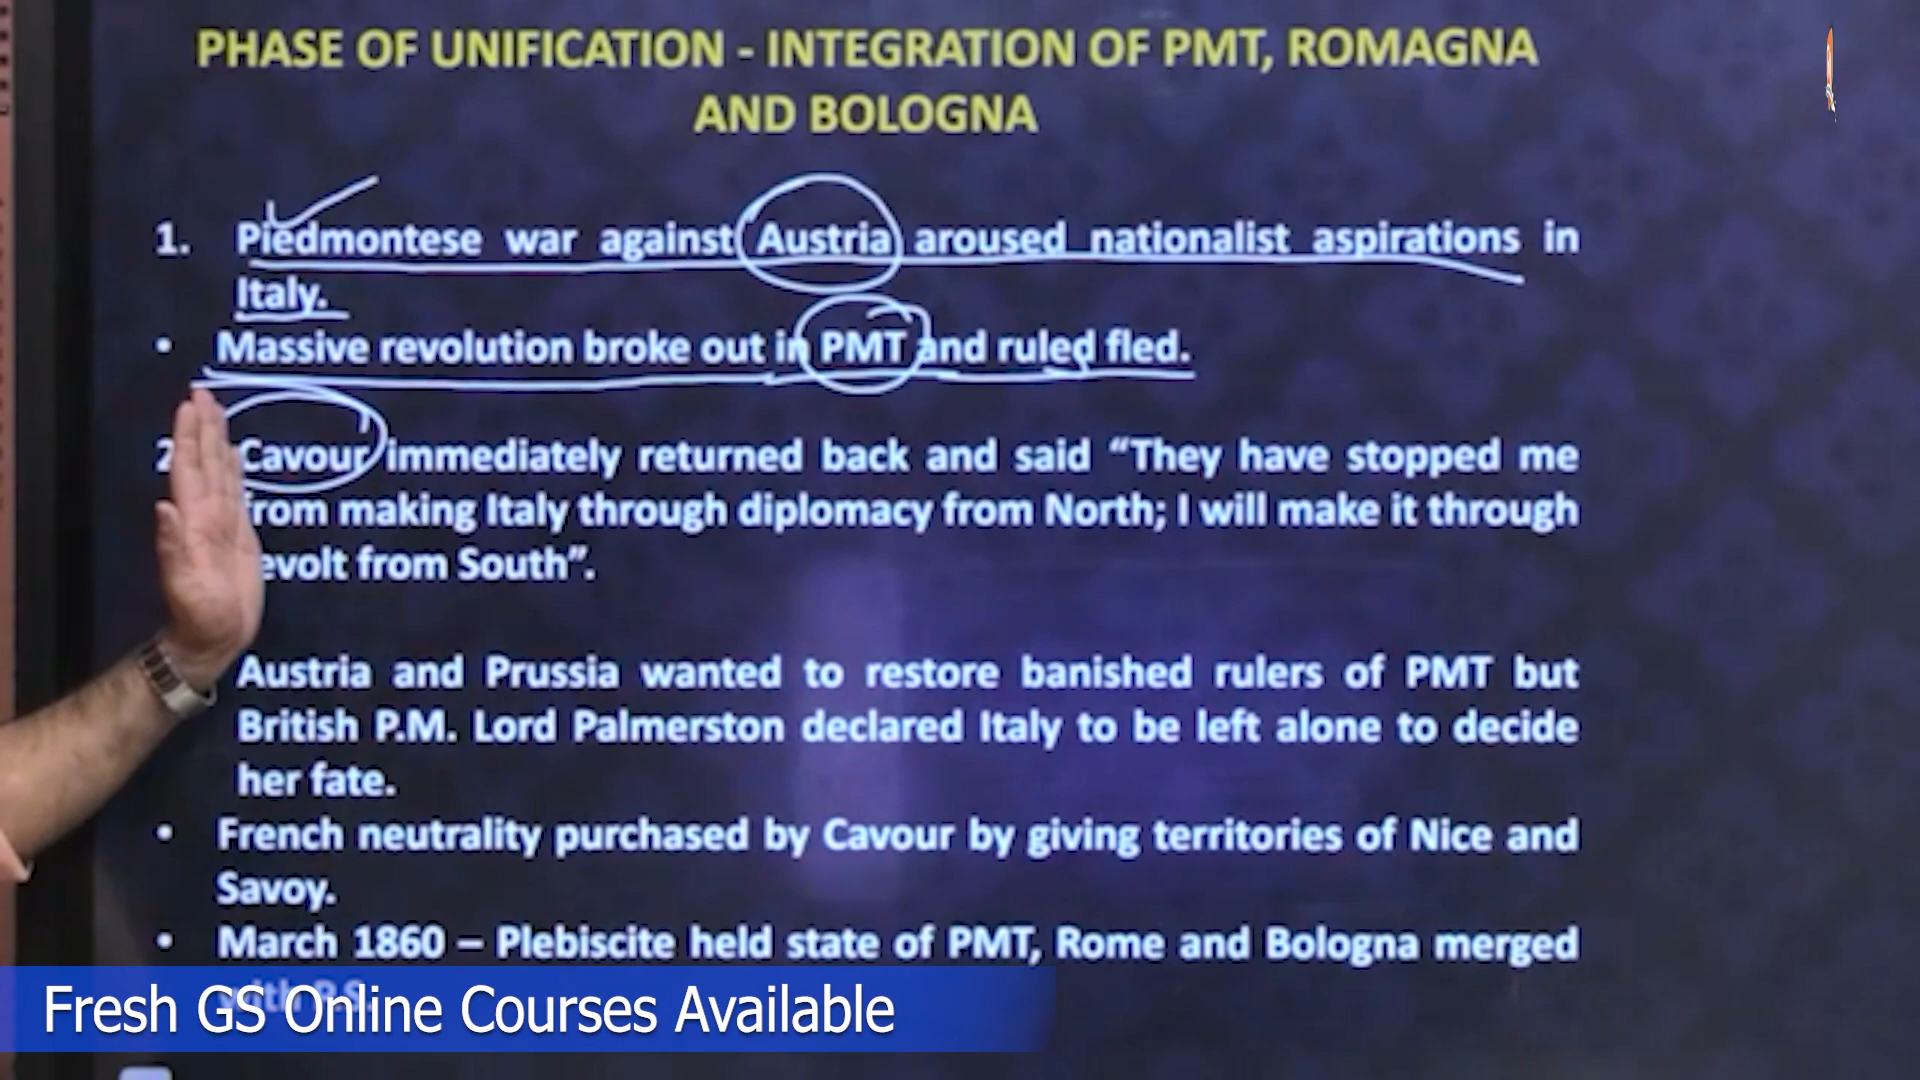 PHASE OF UNIFICATION - INTEGRATION OF PMT, ROMAGNA
AND BOLOGNA
1. Piedmontese war against Austria aroused nationalist aspirations in
Italy.
• Massive revolution broke out in PMT and ruled fled.
2 Cavour immediately returned back and said “They have stopped me
from making Italy through diplomacy from North; I will make it through
evolt from South”.
Austria and Prussia wanted to restore banished rulers of PMT but
British P.M. Lord Palmerston declared Italy to be left alone to decide
her fate.
• French neutrality purchased by Cavour by giving territories of Nice and
Savoy.
• March 1860 – Plebiscite held state of PMT, Rome and Bologna merged
with P.S.
Fresh GS Online Courses Available